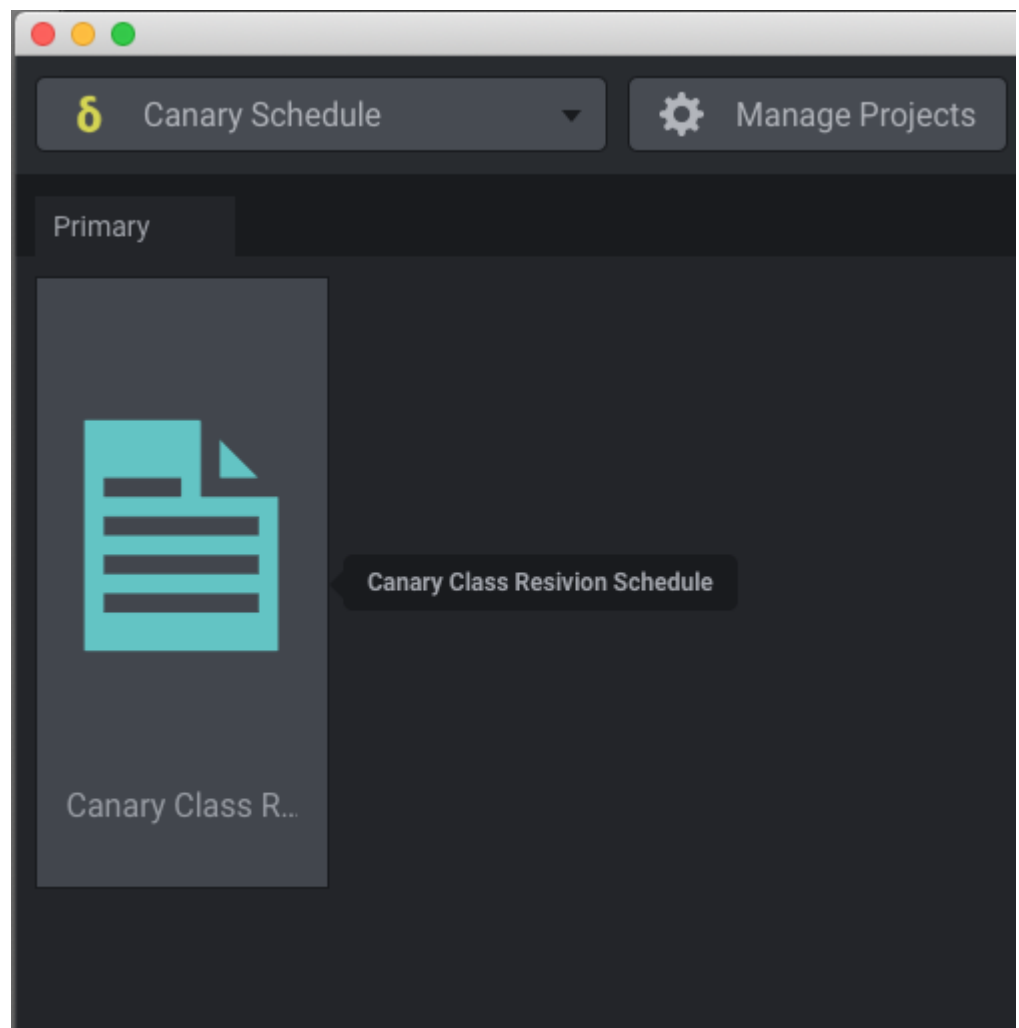 δ Canary Schedule
Manage Projects
Primary
Canary Class Resivion Schedule
Canary Class R...